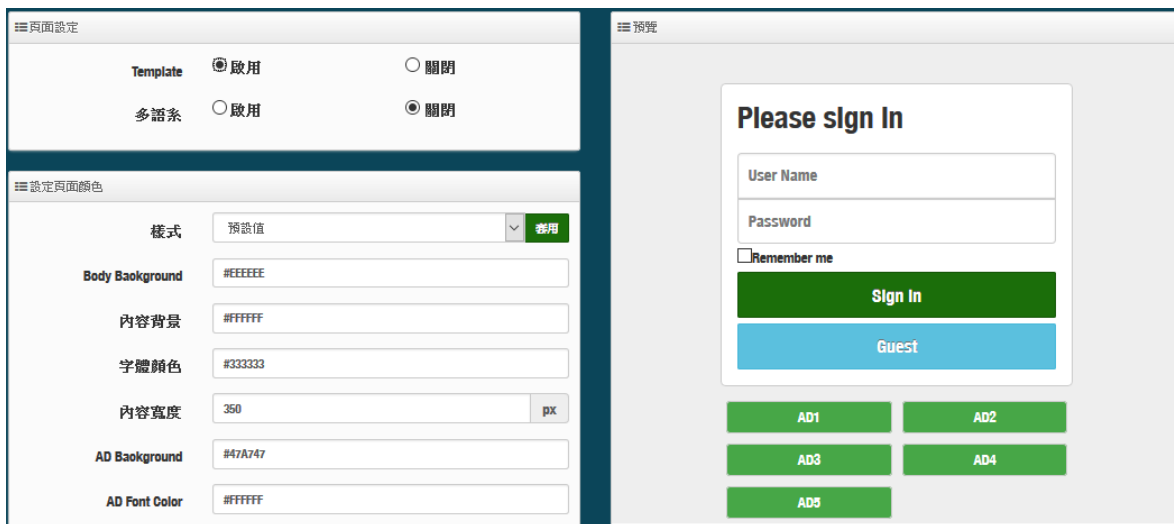 頁面設定
Template 啟用 關閉
多語系 啟用 關閉
設定頁面顏色
樣式 預設值 套用
Body Background #EEEEEE
內容背景 #FFFFFF
字體顏色 #333333
內容寬度 350 px
AD Background #47A747
AD Font Color #FFFFFF
預覽
Please sign In
User Name
Password
Remember me
Sign In
Guest
AD1 AD2
AD3 AD4
AD5